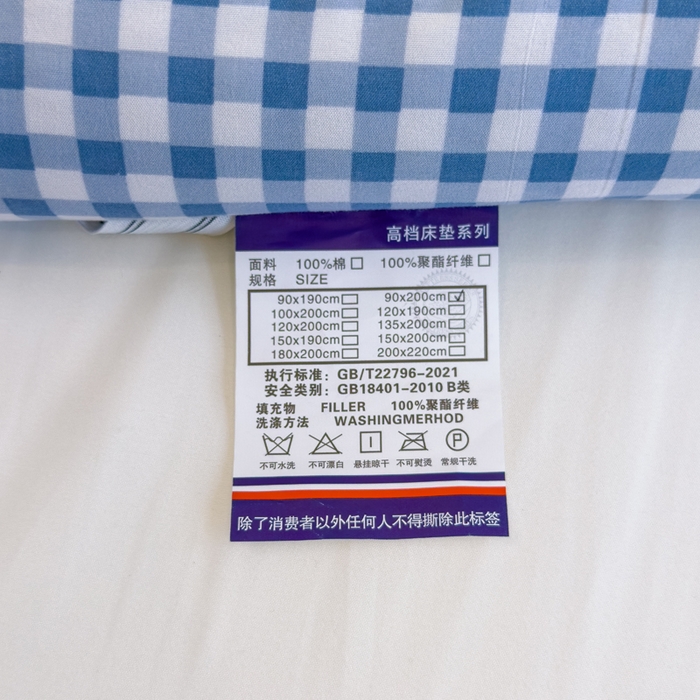 高档床垫系列
面料 100%棉 100%聚酯纤维
规格 SIZE
90x190cm 90x200cm
100x200cm 120x190cm
120x200cm 135x200cm
150x190cm 150x200cm
180x200cm 200x220cm
执行标准：GB/T22796-2021
安全类别：GB18401-2010 B类
填充物 FILLER 100%聚酯纤维
洗涤方法 WASHINGMERHOD
不可水洗 不可漂白 悬挂晾干 不可熨烫 常规干洗
除了消费者以外任何人不得撕除此标签